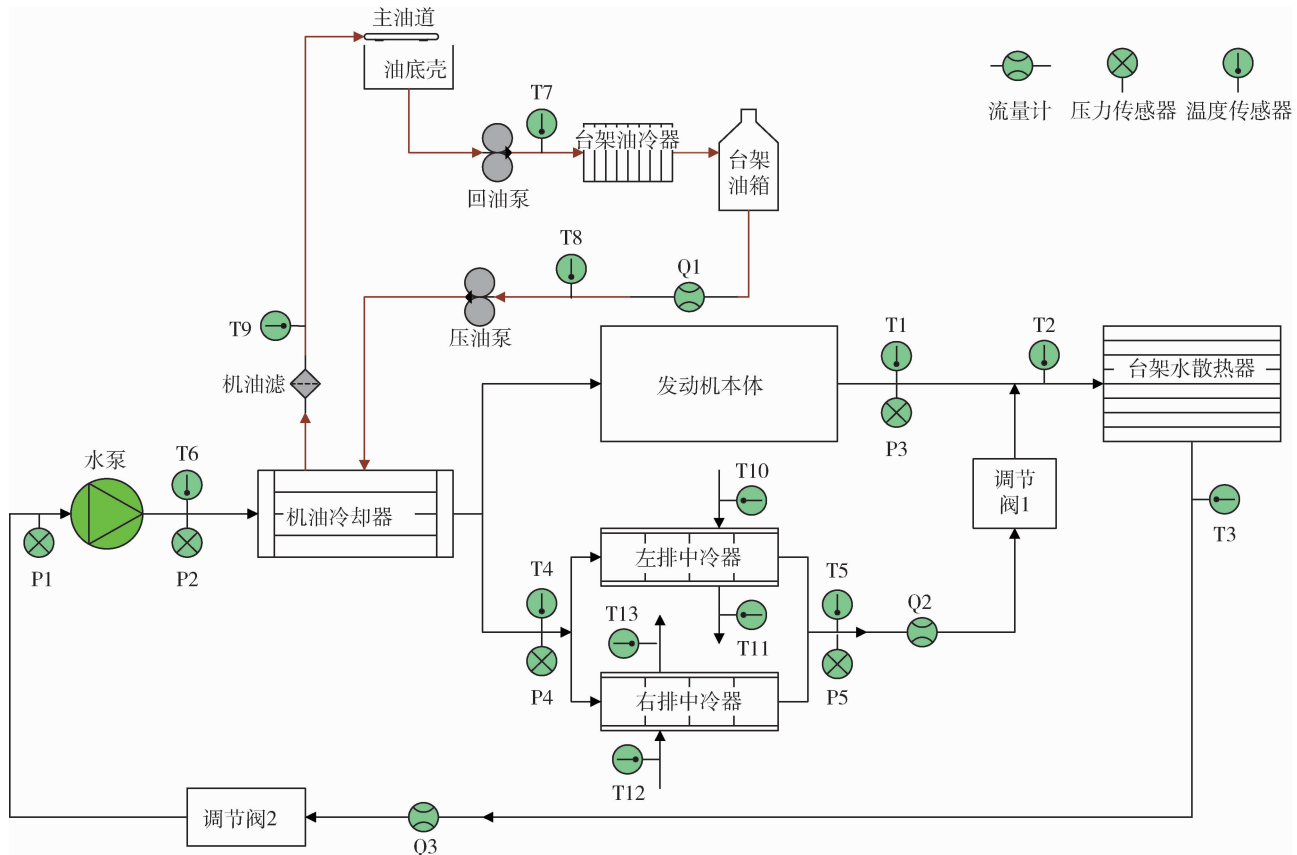 主油道
油底壳
流量计
压力传感器
温度传感器
T7
台架油冷器
台架
油箱
回油泵
T8
Q1
T9
压油泵
机油滤
T1
T2
发动机本体
台架水散热器
P3
水泵
T6
机油冷却器
P1
P2
T10
调节
阀1
T3
左排中冷器
T4
T5
Q2
T13
T11
P4
右排中冷器
P5
T12
调节阀2
Q3